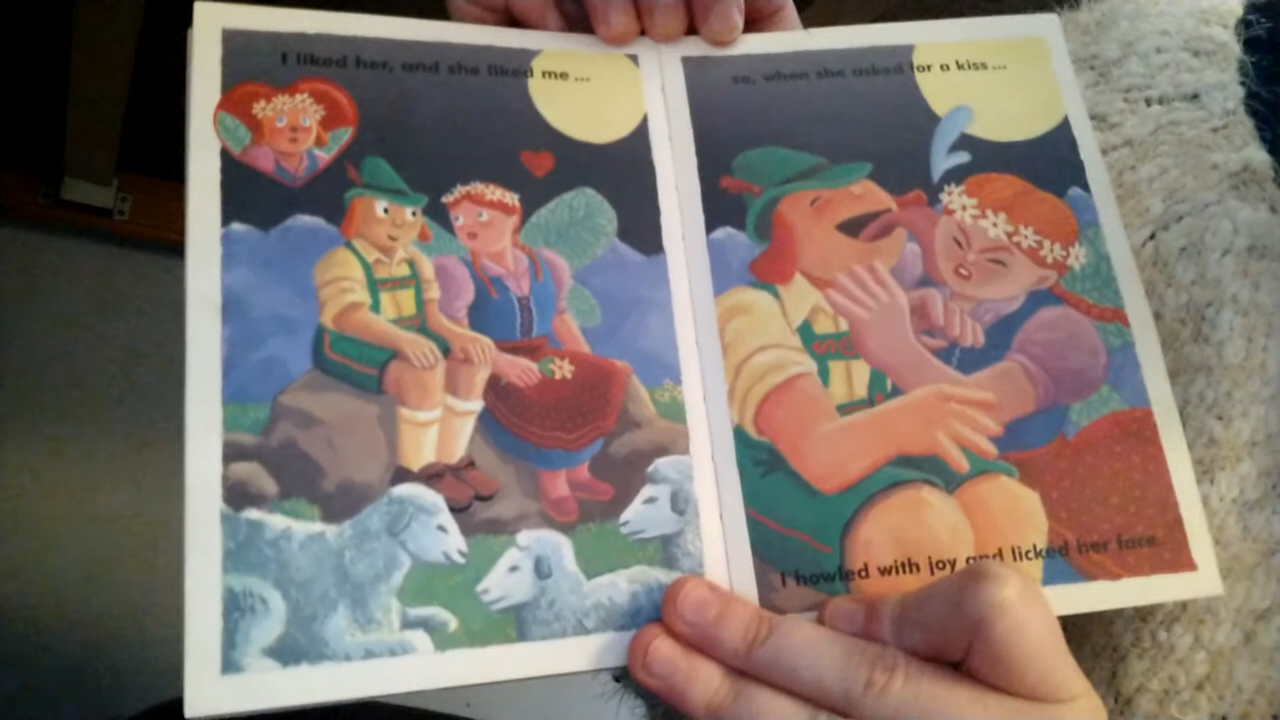 I liked her, and she liked me...
so, when she asked for a kiss...
I howled with joy and licked her face.